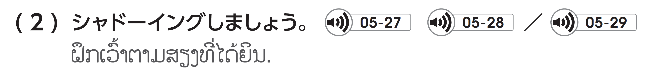 (2) シャドーイングしましょう。 05-27 05-28 ／ 05-29
ຝຶກເວົ້າຕາມສຽງທີ່ໄດ້ຍິນ.